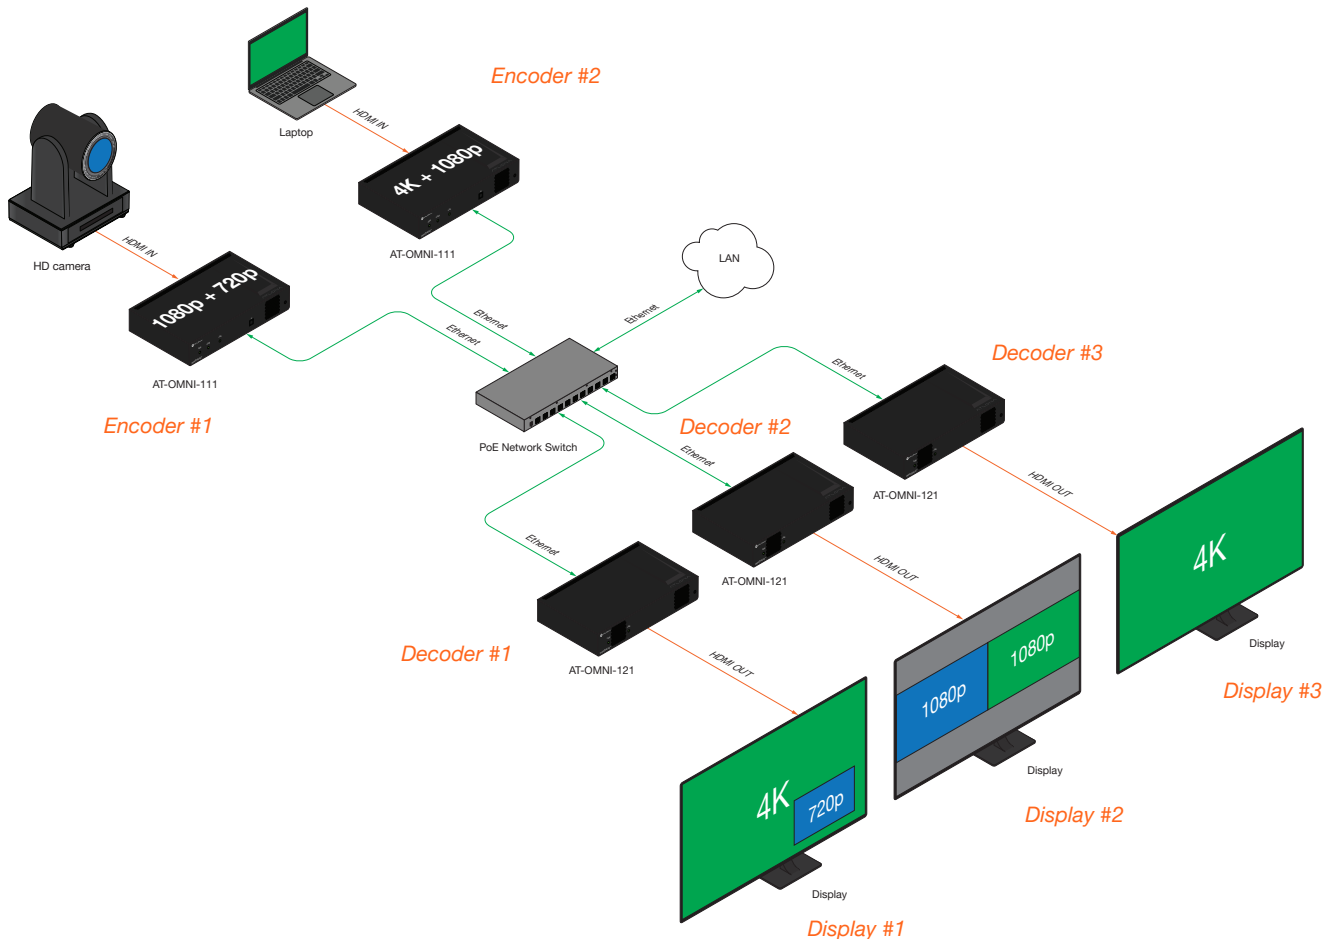 Encoder #2
HDMI IN
Laptop
4K + 1080p
AT-OMNI-111
HDMI IN
HD camera
1080p + 720p
AT-OMNI-111
Encoder #1
LAN
Ethernet
Ethernet
Ethernet
PoE Network Switch
Ethernet
Decoder #3
AT-OMNI-121
HDMI OUT
Decoder #2
Ethernet
AT-OMNI-121
HDMI OUT
Ethernet
Decoder #1
AT-OMNI-121
HDMI OUT
4K
Display
Display #3
1080p
1080p
Display
Display #2
4K
720p
Display
Display #1